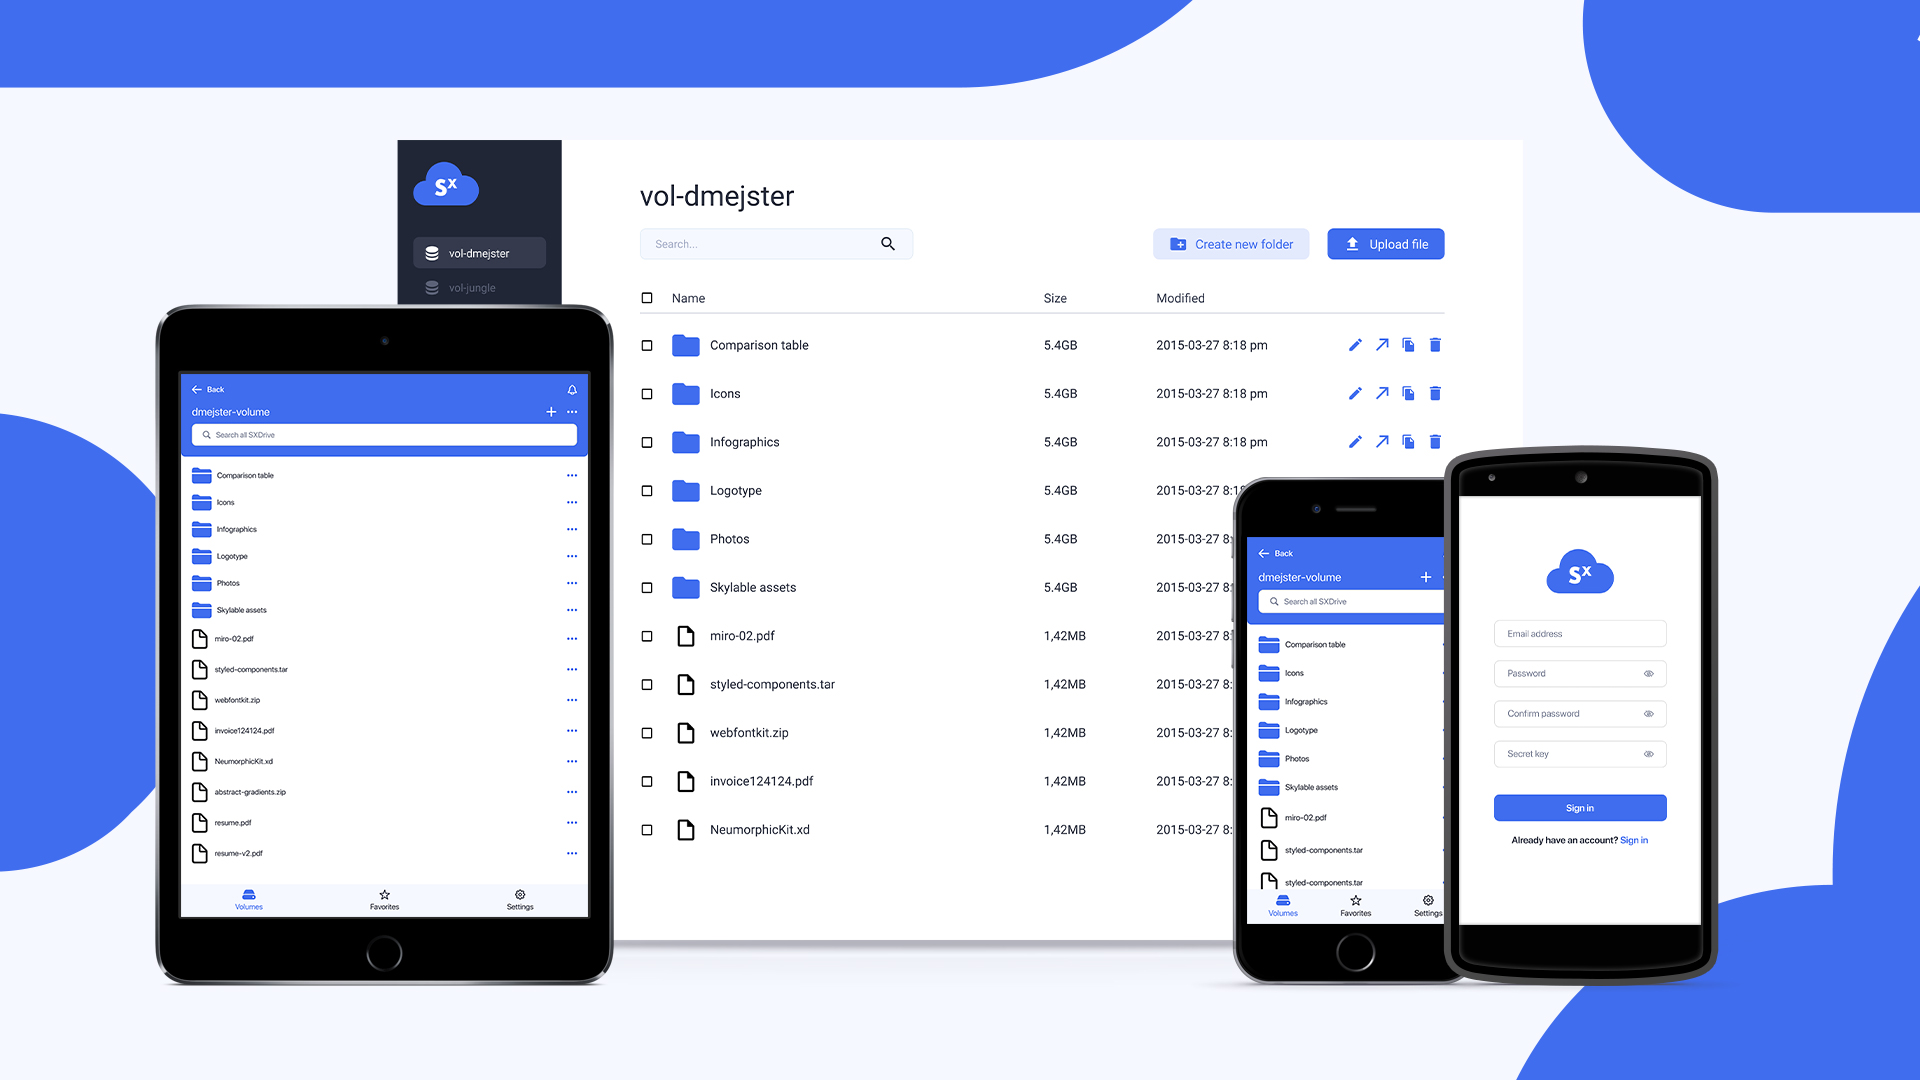 Sx
vol-dmejster
vol-jungle
vol-dmejster
Search...
Create new folder
Upload file
Name Size Modified
Comparison table 5.4GB 2015-03-27 8:18 pm
Icons 5.4GB 2015-03-27 8:18 pm
Infographics 5.4GB 2015-03-27 8:18 pm
Logotype 5.4GB 2015-03-27 8:18
Photos 5.4GB 2015-03-27 8:
Skylable assets 5.4GB 2015-03-27 8:
miro-02.pdf 1,42MB 2015-03-27 8:
styled-components.tar 1,42MB 2015-03-27 8:
webfontkit.zip 1,42MB 2015-03-27 8:
invoice124124.pdf 1,42MB 2015-03-27 8:
NeumorphicKit.xd 1,42MB 2015-03-27 8:
Back
dmejster-volume
Search all SXDrive
Comparison table
Icons
Infographics
Logotype
Photos
Skylable assets
miro-02.pdf
styled-components.tar
webfontkit.zip
invoice124124.pdf
NeumorphicKit.xd
abstract-gradients.zip
resume.pdf
resume-v2.pdf
Volumes Favorites Settings
Back
dmejster-volume
Search all SXDrive
Comparison table
Icons
Infographics
Logotype
Photos
Skylable assets
miro-02.pdf
styled-components.tar
styled-components.tar
Volumes Favorites Settings
Sx
Email address
Password
Confirm password
Secret key
Sign in
Already have an account? Sign in